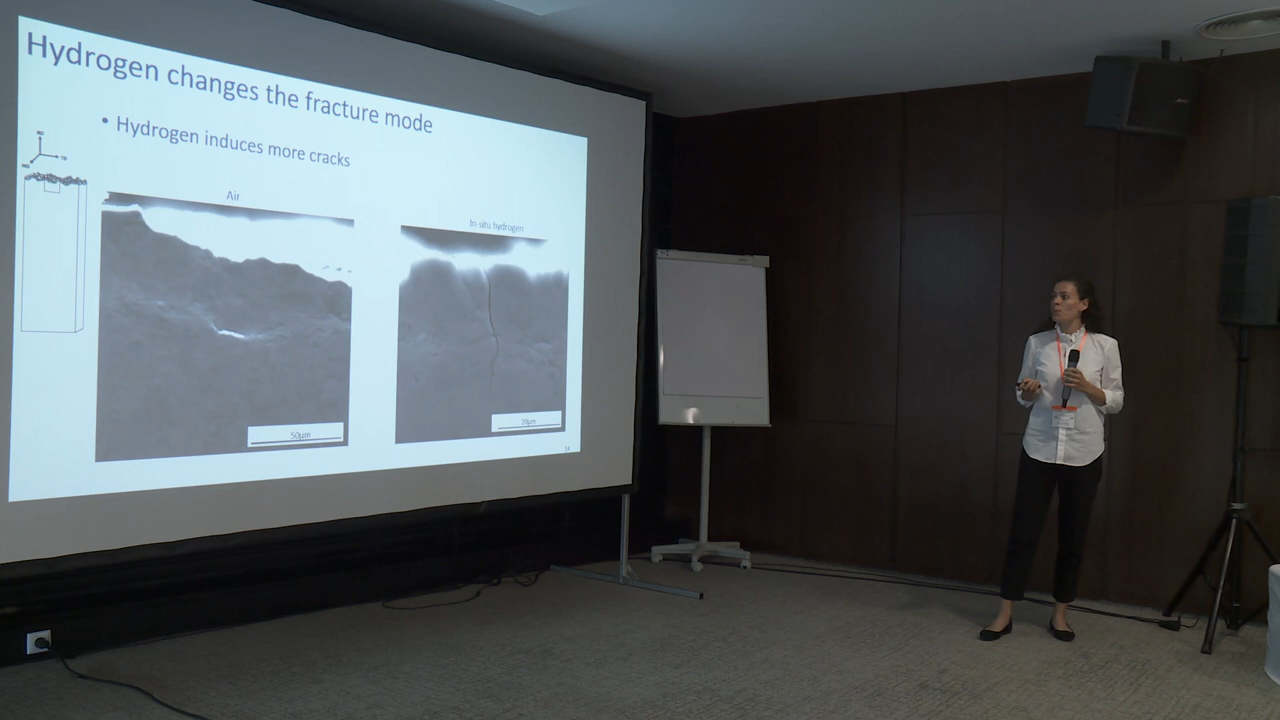 Hydrogen changes the fracture mode
• Hydrogen induces more cracks
Air
In-situ hydrogen
50µm
20µm